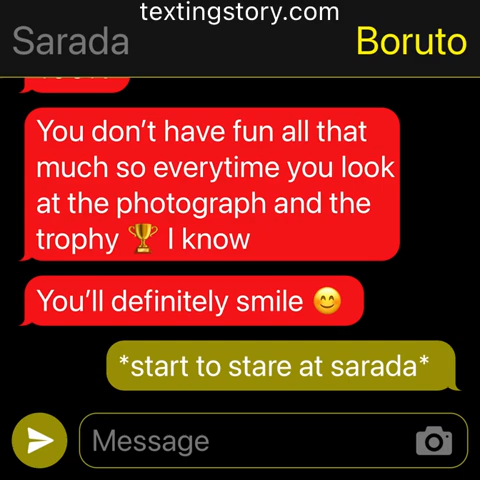 textingstory.com
Sarada
Boruto
You don't have fun all that
much so everytime you look
at the photograph and the
trophy 🏆 I know
You'll definitely smile 😊
*start to stare at sarada*
Message